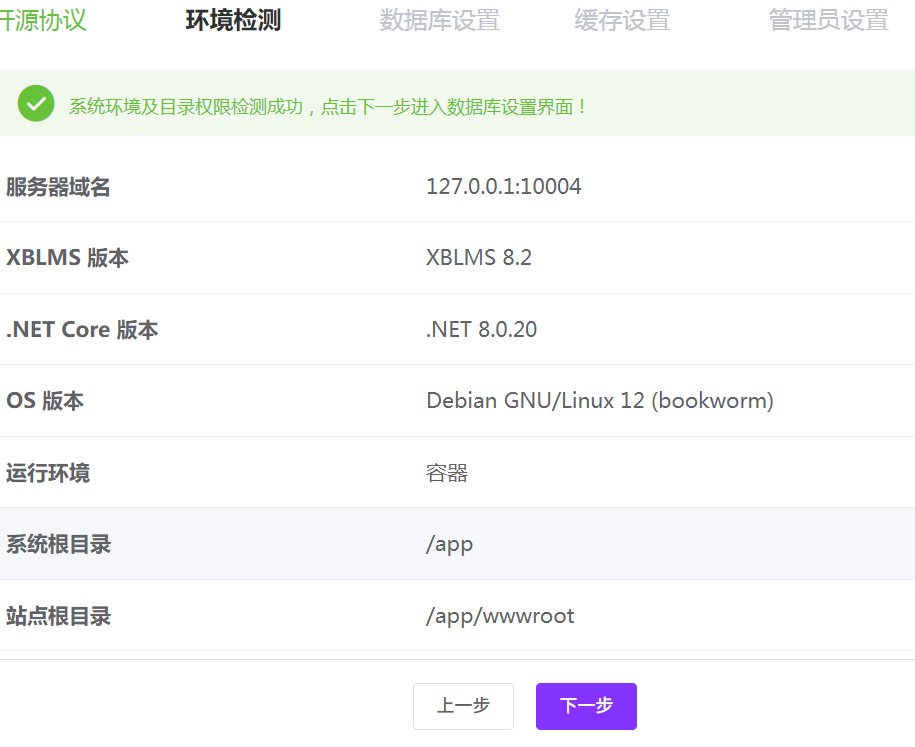 开源协议 环境检测 数据库设置 缓存设置 管理员设置
系统环境及目录权限检测成功，点击下一步进入数据库设置界面！
服务器域名 127.0.0.1:10004
XBLMS 版本 XBLMS 8.2
.NET Core 版本 .NET 8.0.20
OS 版本 Debian GNU/Linux 12 (bookworm)
运行环境 容器
系统根目录 /app
站点根目录 /app/wwwroot
上一步 下一步